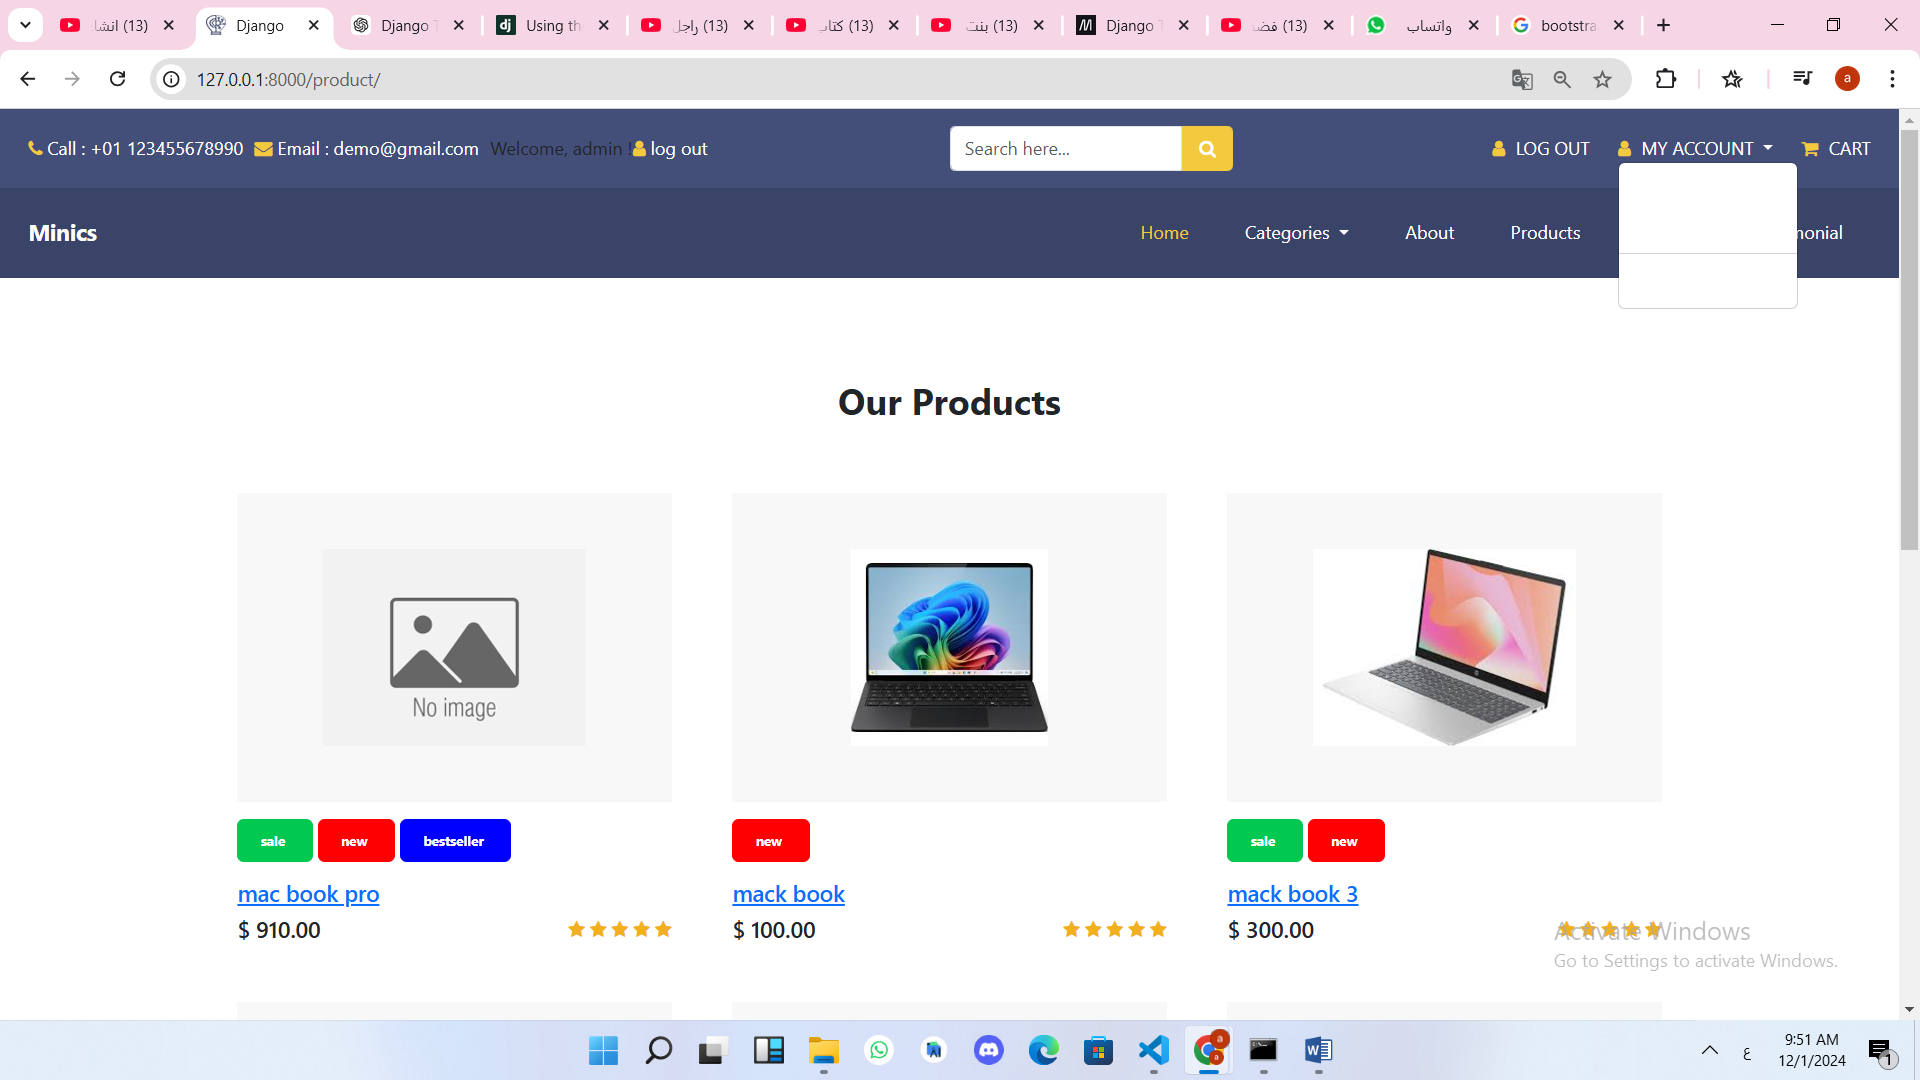 (13) انشا
Django
Django T
Using th
(13) راجل
(13) كتاب
(13) بنت
Django T
(13) فضـ
واتساب
bootstra
127.0.0.1:8000/product/
a
Call : +01 123455678990 Email : demo@gmail.com Welcome, admin ! log out
Search here...
LOG OUT MY ACCOUNT CART
Minics
Home Categories About Products monial
Our Products
No image
sale new bestseller
new
sale new
mac book pro
mack book
mack book 3
$ 910.00
$ 100.00
$ 300.00
Activate Windows
Go to Settings to activate Windows.
ع
9:51 AM
12/1/2024
1